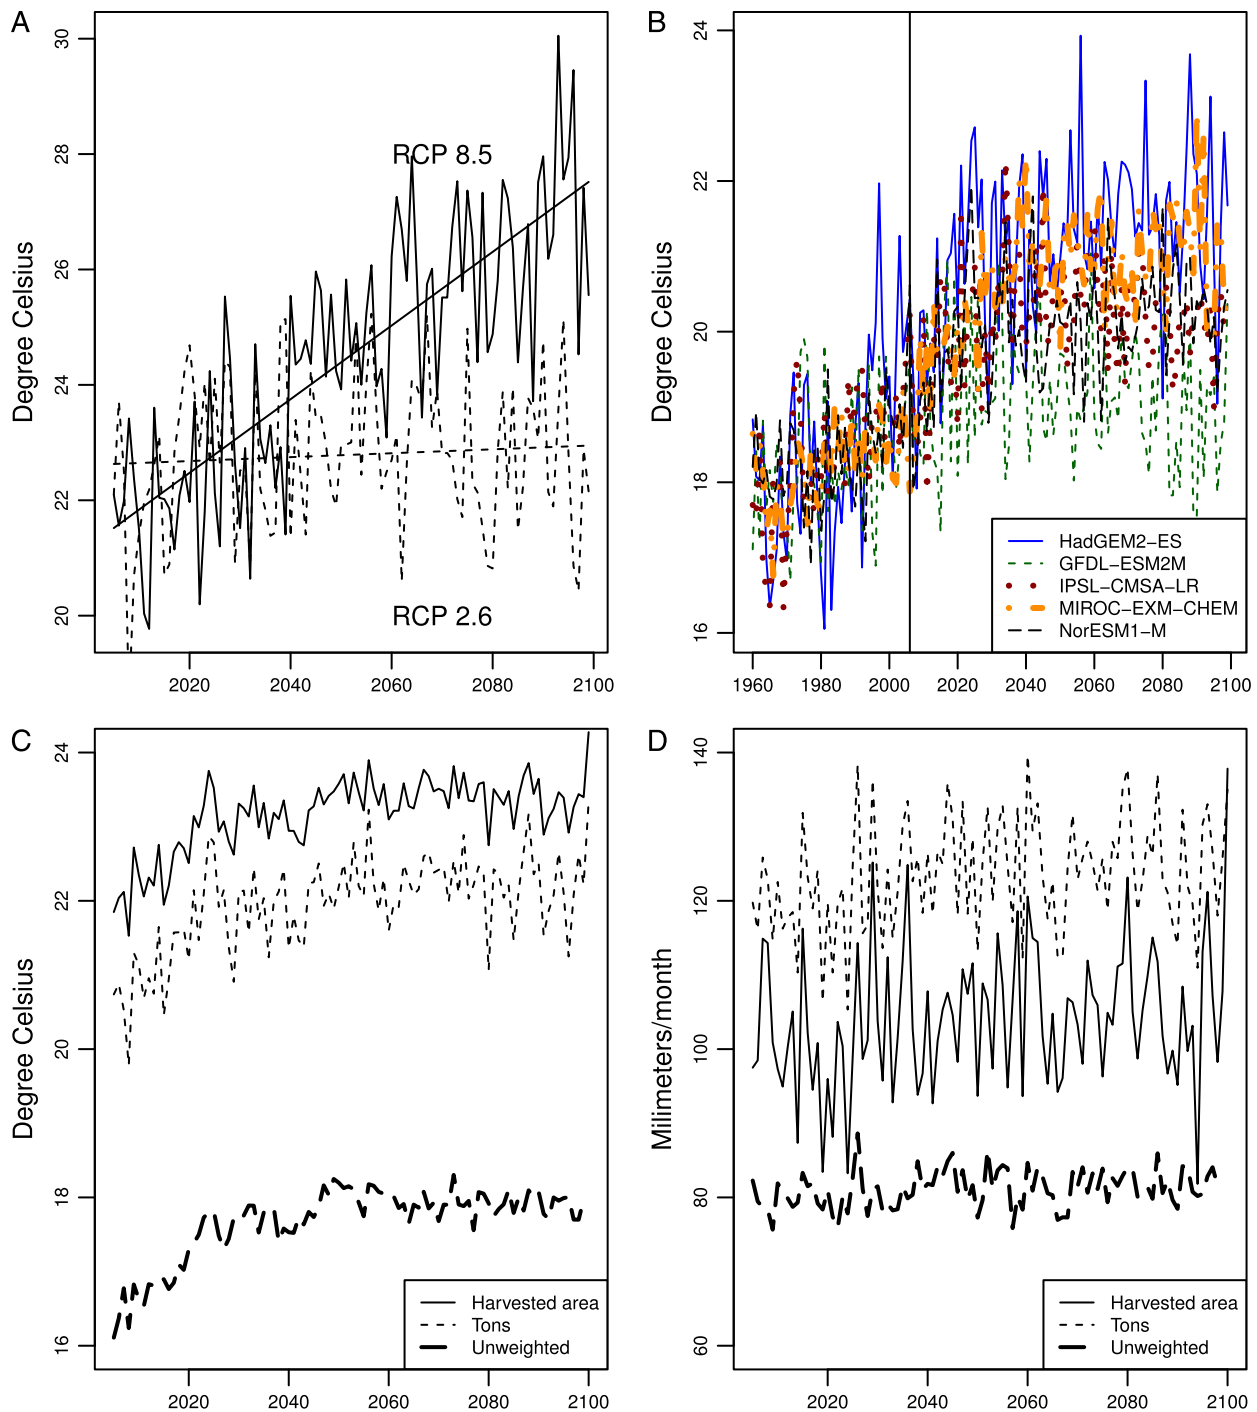 A
Degree Celsius
30
28
26
24
22
20
RCP 8.5
RCP 2.6
2020 2040 2060 2080 2100
B
Degree Celsius
24
22
20
18
16
HadGEM2−ES
GFDL−ESM2M
IPSL−CMSA−LR
MIROC−EXM−CHEM
NorESM1−M
1960 1980 2000 2020 2040 2060 2080 2100
C
Degree Celsius
24
22
20
18
16
Harvested area
Tons
Unweighted
2020 2040 2060 2080 2100
D
Milimeters/month
140
120
100
80
60
Harvested area
Tons
Unweighted
2020 2040 2060 2080 2100